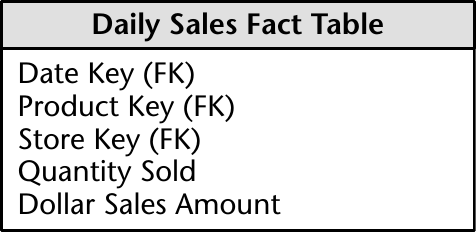 Daily Sales Fact Table
Date Key (FK)
Product Key (FK)
Store Key (FK)
Quantity Sold
Dollar Sales Amount